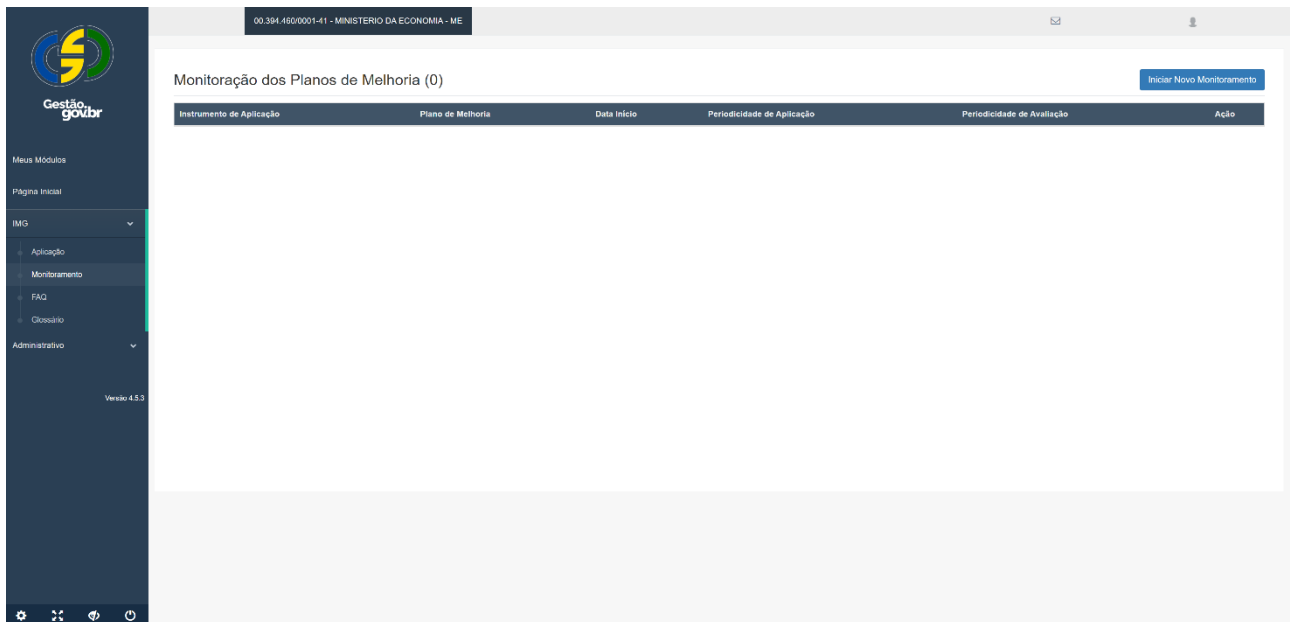 00.394.460/0001-41 - MINISTERIO DA ECONOMIA - ME
Gestão.
gov.br
Meus Módulos
Página Inicial
IMG
Aplicação
Monitoramento
FAQ
Glossário
Administrativo
Versão 4.5.3
Monitoração dos Planos de Melhoria (0)
Iniciar Novo Monitoramento
Instrumento de Aplicação Plano de Melhoria Data Início Periodicidade de Aplicação Periodicidade de Avaliação Ação